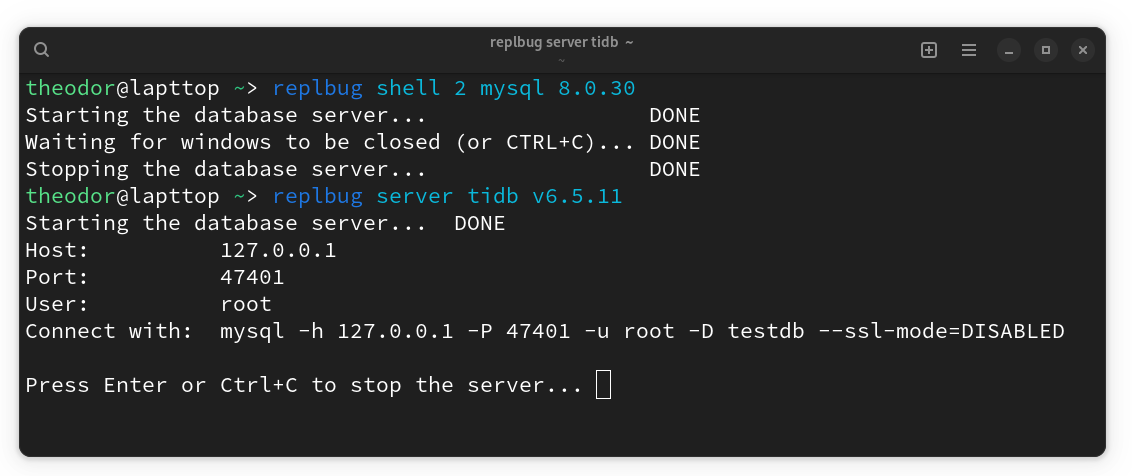 replbug server tidb ~
~
theodor@lapttop ~> replbug shell 2 mysql 8.0.30
Starting the database server... DONE
Waiting for windows to be closed (or CTRL+C)... DONE
Stopping the database server... DONE
theodor@lapttop ~> replbug server tidb v6.5.11
Starting the database server... DONE
Host: 127.0.0.1
Port: 47401
User: root
Connect with: mysql -h 127.0.0.1 -P 47401 -u root -D testdb --ssl-mode=DISABLED
Press Enter or Ctrl+C to stop the server...